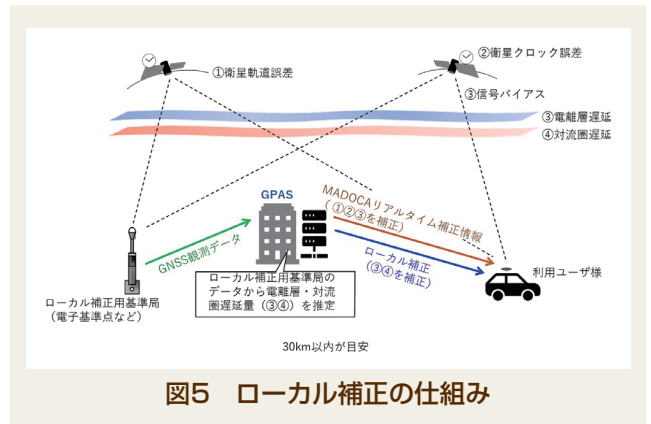 ①衛星軌道誤差
②衛星クロック誤差
③信号バイアス
③電離層遅延
④対流圏遅延
GPAS
GNSS観測データ
MADOCAリアルタイム補正情報
（①②③を補正）
ローカル補正
（③④を補正）
利用ユーザ様
ローカル補正用基準局
（電子基準点など）
ローカル補正用基準局の
データから電離層・対流
圏遅延量（③④）を推定
30km以内が目安
図5　ローカル補正の仕組み